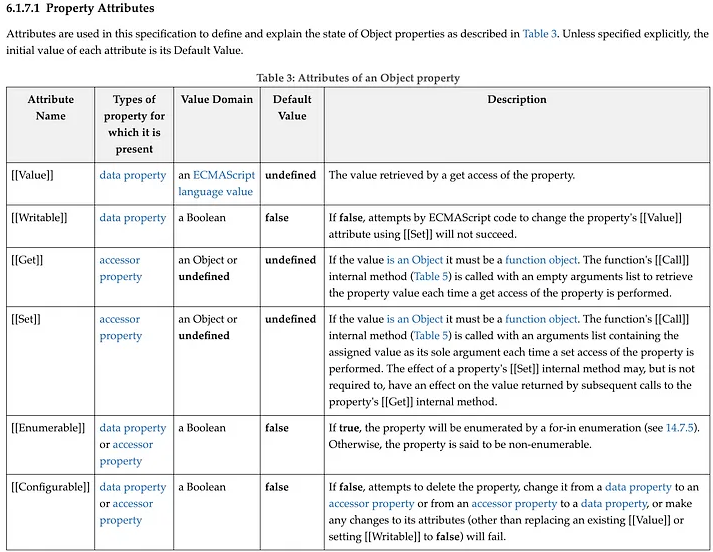 6.1.7.1 Property Attributes
Attributes are used in this specification to define and explain the state of Object properties as described in Table 3. Unless specified explicitly, the
initial value of each attribute is its Default Value.
Table 3: Attributes of an Object property
Attribute
Name
Types of
property for
which it is
present
Value Domain
Default
Value
Description
[[Value]]
data property
an ECMAScript
language value
undefined
The value retrieved by a get access of the property.
[[Writable]]
data property
a Boolean
false
If false, attempts by ECMAScript code to change the property's [[Value]]
attribute using [[Set]] will not succeed.
[[Get]]
accessor
property
an Object or
undefined
undefined
If the value is an Object it must be a function object. The function's [[Call]]
internal method (Table 5) is called with an empty arguments list to retrieve
the property value each time a get access of the property is performed.
[[Set]]
accessor
property
an Object or
undefined
undefined
If the value is an Object it must be a function object. The function's [[Call]]
internal method (Table 5) is called with an arguments list containing the
assigned value as its sole argument each time a set access of the property is
performed. The effect of a property's [[Set]] internal method may, but is not
required to, have an effect on the value returned by subsequent calls to the
property's [[Get]] internal method.
[[Enumerable]]
data property
or accessor
property
a Boolean
false
If true, the property will be enumerated by a for-in enumeration (see 14.7.5).
Otherwise, the property is said to be non-enumerable.
[[Configurable]]
data property
or accessor
property
a Boolean
false
If false, attempts to delete the property, change it from a data property to an
accessor property or from an accessor property to a data property, or make
any changes to its attributes (other than replacing an existing [[Value]] or
setting [[Writable]] to false) will fail.